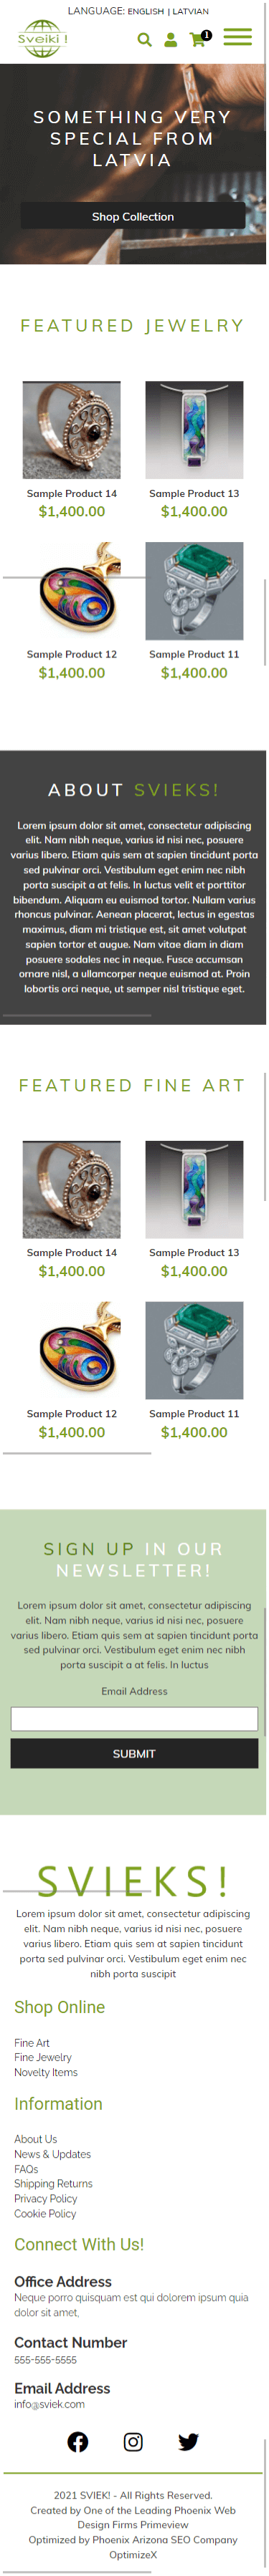 LANGUAGE: ENGLISH | LATVIAN
Sveiki !
1
SOMETHING VERY
SPECIAL FROM
LATVIA
Shop Collection
FEATURED JEWELRY
Sample Product 14
$1,400.00
Sample Product 13
$1,400.00
Sample Product 12
$1,400.00
Sample Product 11
$1,400.00
ABOUT SVIEKS!
Lorem ipsum dolor sit amet, consectetur adipiscing
elit. Nam nibh neque, varius id nisi nec, posuere
varius libero. Etiam quis sem at sapien tincidunt porta
sed pulvinar orci. Vestibulum eget enim nec nibh
porta suscipit a at felis. In luctus velit et porttitor
bibendum. Aliquam eu euismod tortor. Nullam varius
rhoncus pulvinar. Aenean placerat, lectus in egestas
maximus, diam mi tristique est, sit amet volutpat
sapien tortor et augue. Nam vitae diam in diam
posuere sodales nec in neque. Fusce accumsan
ornare nisl, a ullamcorper neque euismod at. Proin
lobortis orci neque, ut semper nisl tristique eget.
FEATURED FINE ART
Sample Product 14
$1,400.00
Sample Product 13
$1,400.00
Sample Product 12
$1,400.00
Sample Product 11
$1,400.00
SIGN UP IN OUR
NEWSLETTER!
Lorem ipsum dolor sit amet, consectetur adipiscing
elit. Nam nibh neque, varius id nisi nec, posuere
varius libero. Etiam quis sem at sapien tincidunt porta
sed pulvinar orci. Vestibulum eget enim nec nibh
porta suscipit a at felis. In luctus
Email Address
SUBMIT
SVIEKS!
Lorem ipsum dolor sit amet, consectetur adipiscing
elit. Nam nibh neque, varius id nisi nec, posuere
varius libero. Etiam quis sem at sapien tincidunt
porta sed pulvinar orci. Vestibulum eget enim nec
nibh porta suscipit
Shop Online
Fine Art
Fine Jewelry
Novelty Items
Information
About Us
News & Updates
FAQs
Shipping Returns
Privacy Policy
Cookie Policy
Connect With Us!
Office Address
Neque porro quisquam est qui dolorem ipsum quia
dolor sit amet,
Contact Number
555-555-5555
Email Address
info@sviek.com
2021 SVIEK! - All Rights Reserved.
Created by One of the Leading Phoenix Web
Design Firms Primeview
Optimized by Phoenix Arizona SEO Company
OptimizeX